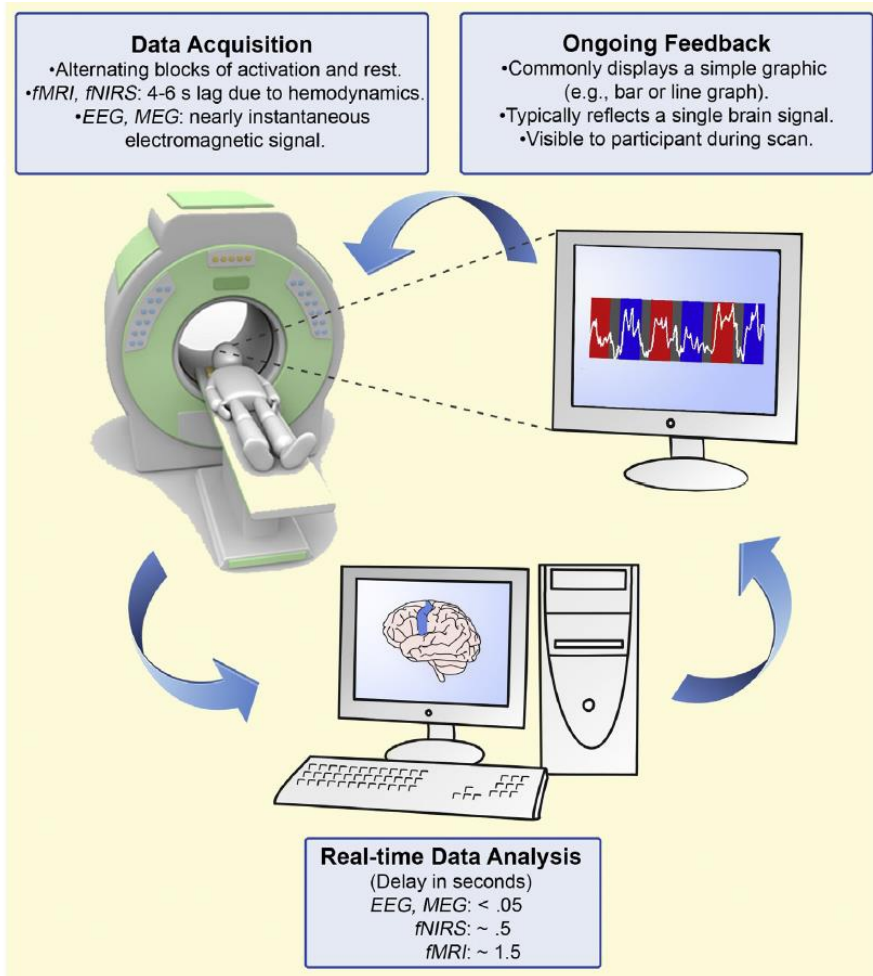 Data Acquisition
•Alternating blocks of activation and rest.
•fMRI, fNIRS: 4-6 s lag due to hemodynamics.
•EEG, MEG: nearly instantaneous
electromagnetic signal.
Ongoing Feedback
•Commonly displays a simple graphic
(e.g., bar or line graph).
•Typically reflects a single brain signal.
•Visible to participant during scan.
Real-time Data Analysis
(Delay in seconds)
EEG, MEG: < .05
fNIRS: ~ .5
fMRI: ~ 1.5